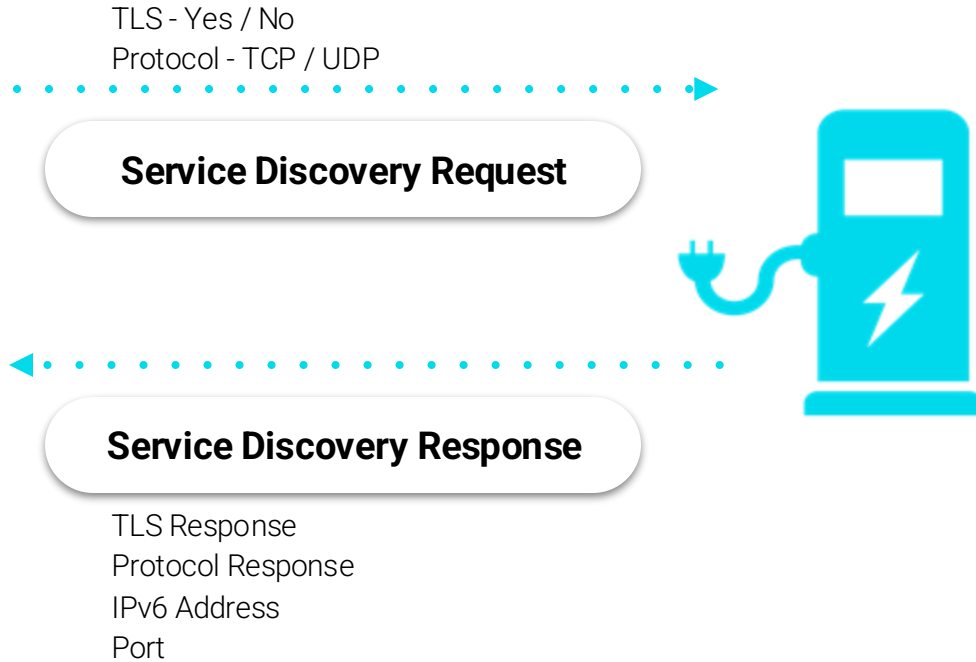 TLS - Yes / No
Protocol - TCP / UDP
Service Discovery Request
Service Discovery Response
TLS Response
Protocol Response
IPv6 Address
Port